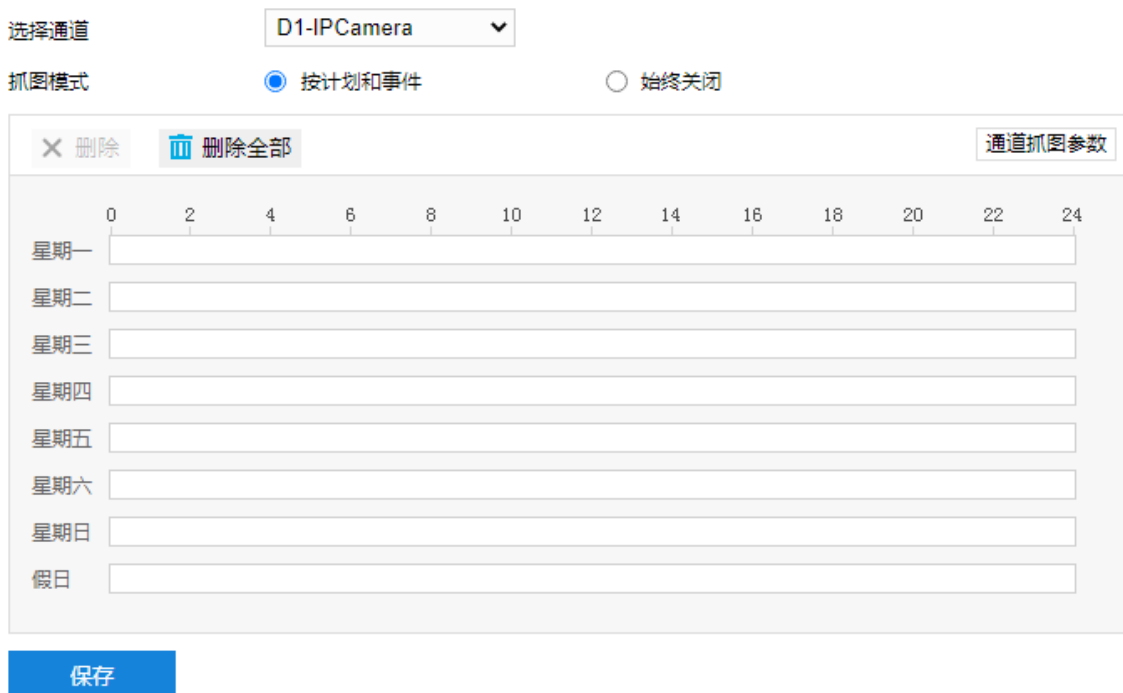 选择通道 D1-IPCamera
抓图模式 按计划和事件 始终关闭
删除 删除全部 通道抓图参数
0 2 4 6 8 10 12 14 16 18 20 22 24
星期一
星期二
星期三
星期四
星期五
星期六
星期日
假日
保存